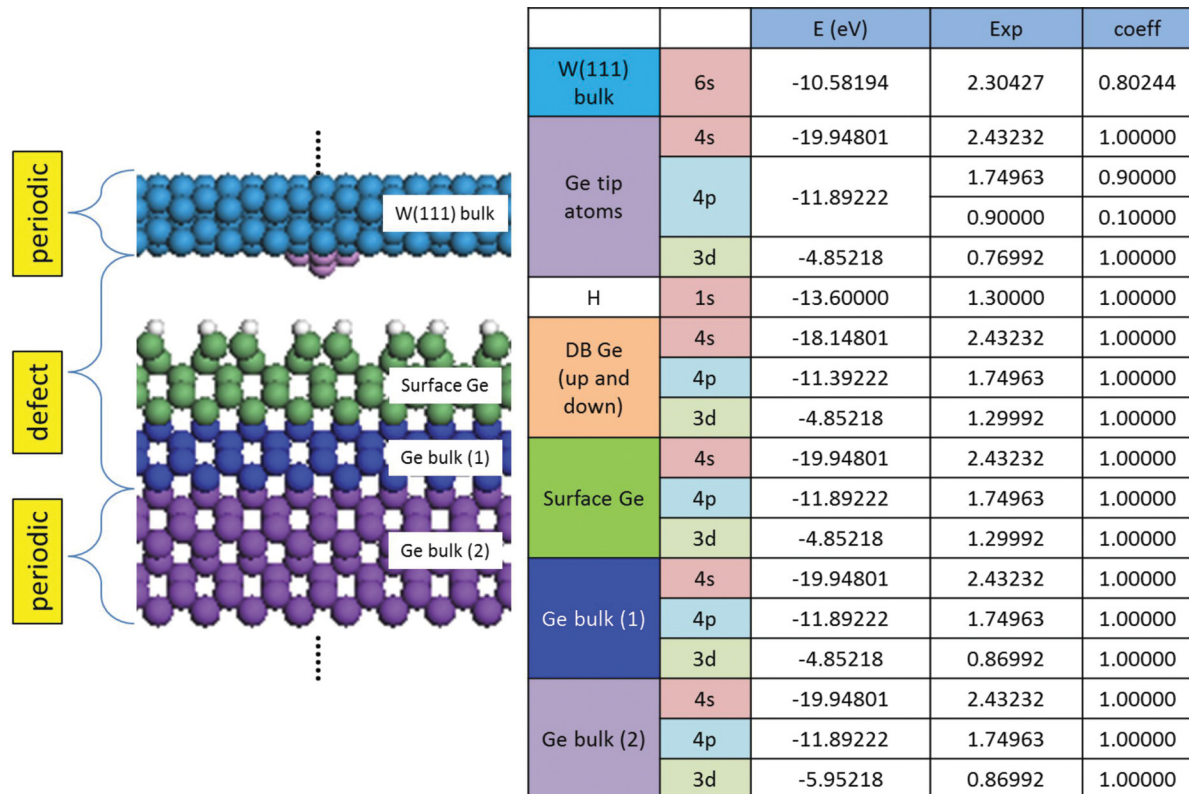 periodic
defect
periodic
W(111) bulk
Surface Ge
Ge bulk (1)
Ge bulk (2)
E (eV) Exp coeff
W(111) bulk 6s -10.58194 2.30427 0.80244
Ge tip atoms 4s -19.94801 2.43232 1.00000
4p -11.89222 1.74963 0.90000
0.90000 0.10000
3d -4.85218 0.76992 1.00000
H 1s -13.60000 1.30000 1.00000
DB Ge (up and down) 4s -18.14801 2.43232 1.00000
4p -11.39222 1.74963 1.00000
3d -4.85218 1.29992 1.00000
Surface Ge 4s -19.94801 2.43232 1.00000
4p -11.89222 1.74963 1.00000
3d -4.85218 1.29992 1.00000
Ge bulk (1) 4s -19.94801 2.43232 1.00000
4p -11.89222 1.74963 1.00000
3d -4.85218 0.86992 1.00000
Ge bulk (2) 4s -19.94801 2.43232 1.00000
4p -11.89222 1.74963 1.00000
3d -5.95218 0.86992 1.00000